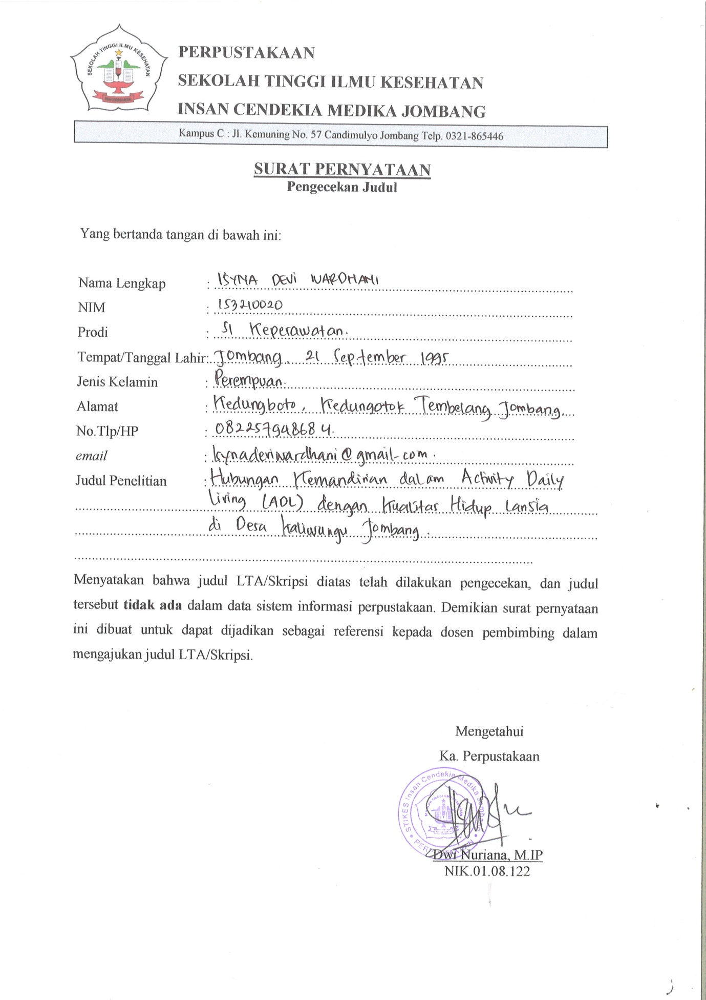 SEKOLAH TINGGI ILMU KESEHATAN
PERPUSTAKAAN
SEKOLAH TINGGI ILMU KESEHATAN
INSAN CENDEKIA MEDIKA JOMBANG
Kampus C : Jl. Kemuning No. 57 Candimulyo Jombang Telp. 0321-865446
SURAT PERNYATAAN
Pengecekan Judul
Yang bertanda tangan di bawah ini:
Nama Lengkap : ISYNA DEVI WARDHANI
NIM : 153210020
Prodi : S1 Keperawatan.
Tempat/Tanggal Lahir: Jombang, 21 September 1995
Jenis Kelamin : Perempuan.
Alamat : Kedungboto, Kedungotok Tembelang Jombang.
No.Tlp/HP : 082257948684.
email : Isynadeviwardhani@gmail.com.
Judul Penelitian : Hubungan Kemandirian dalam Activity Daily
Living (ADL) dengan Kualitas Hidup Lansia
di Desa Kaliwungu Jombang.
Menyatakan bahwa judul LTA/Skripsi diatas telah dilakukan pengecekan, dan judul
tersebut tidak ada dalam data sistem informasi perpustakaan. Demikian surat pernyataan
ini dibuat untuk dapat dijadikan sebagai referensi kepada dosen pembimbing dalam
mengajukan judul LTA/Skripsi.
Mengetahui
Ka. Perpustakaan
STIKES Insan Cendekia Medika Jombang
PERPUSTAKAAN
Dwi Nuriana, M.IP
NIK.01.08.122